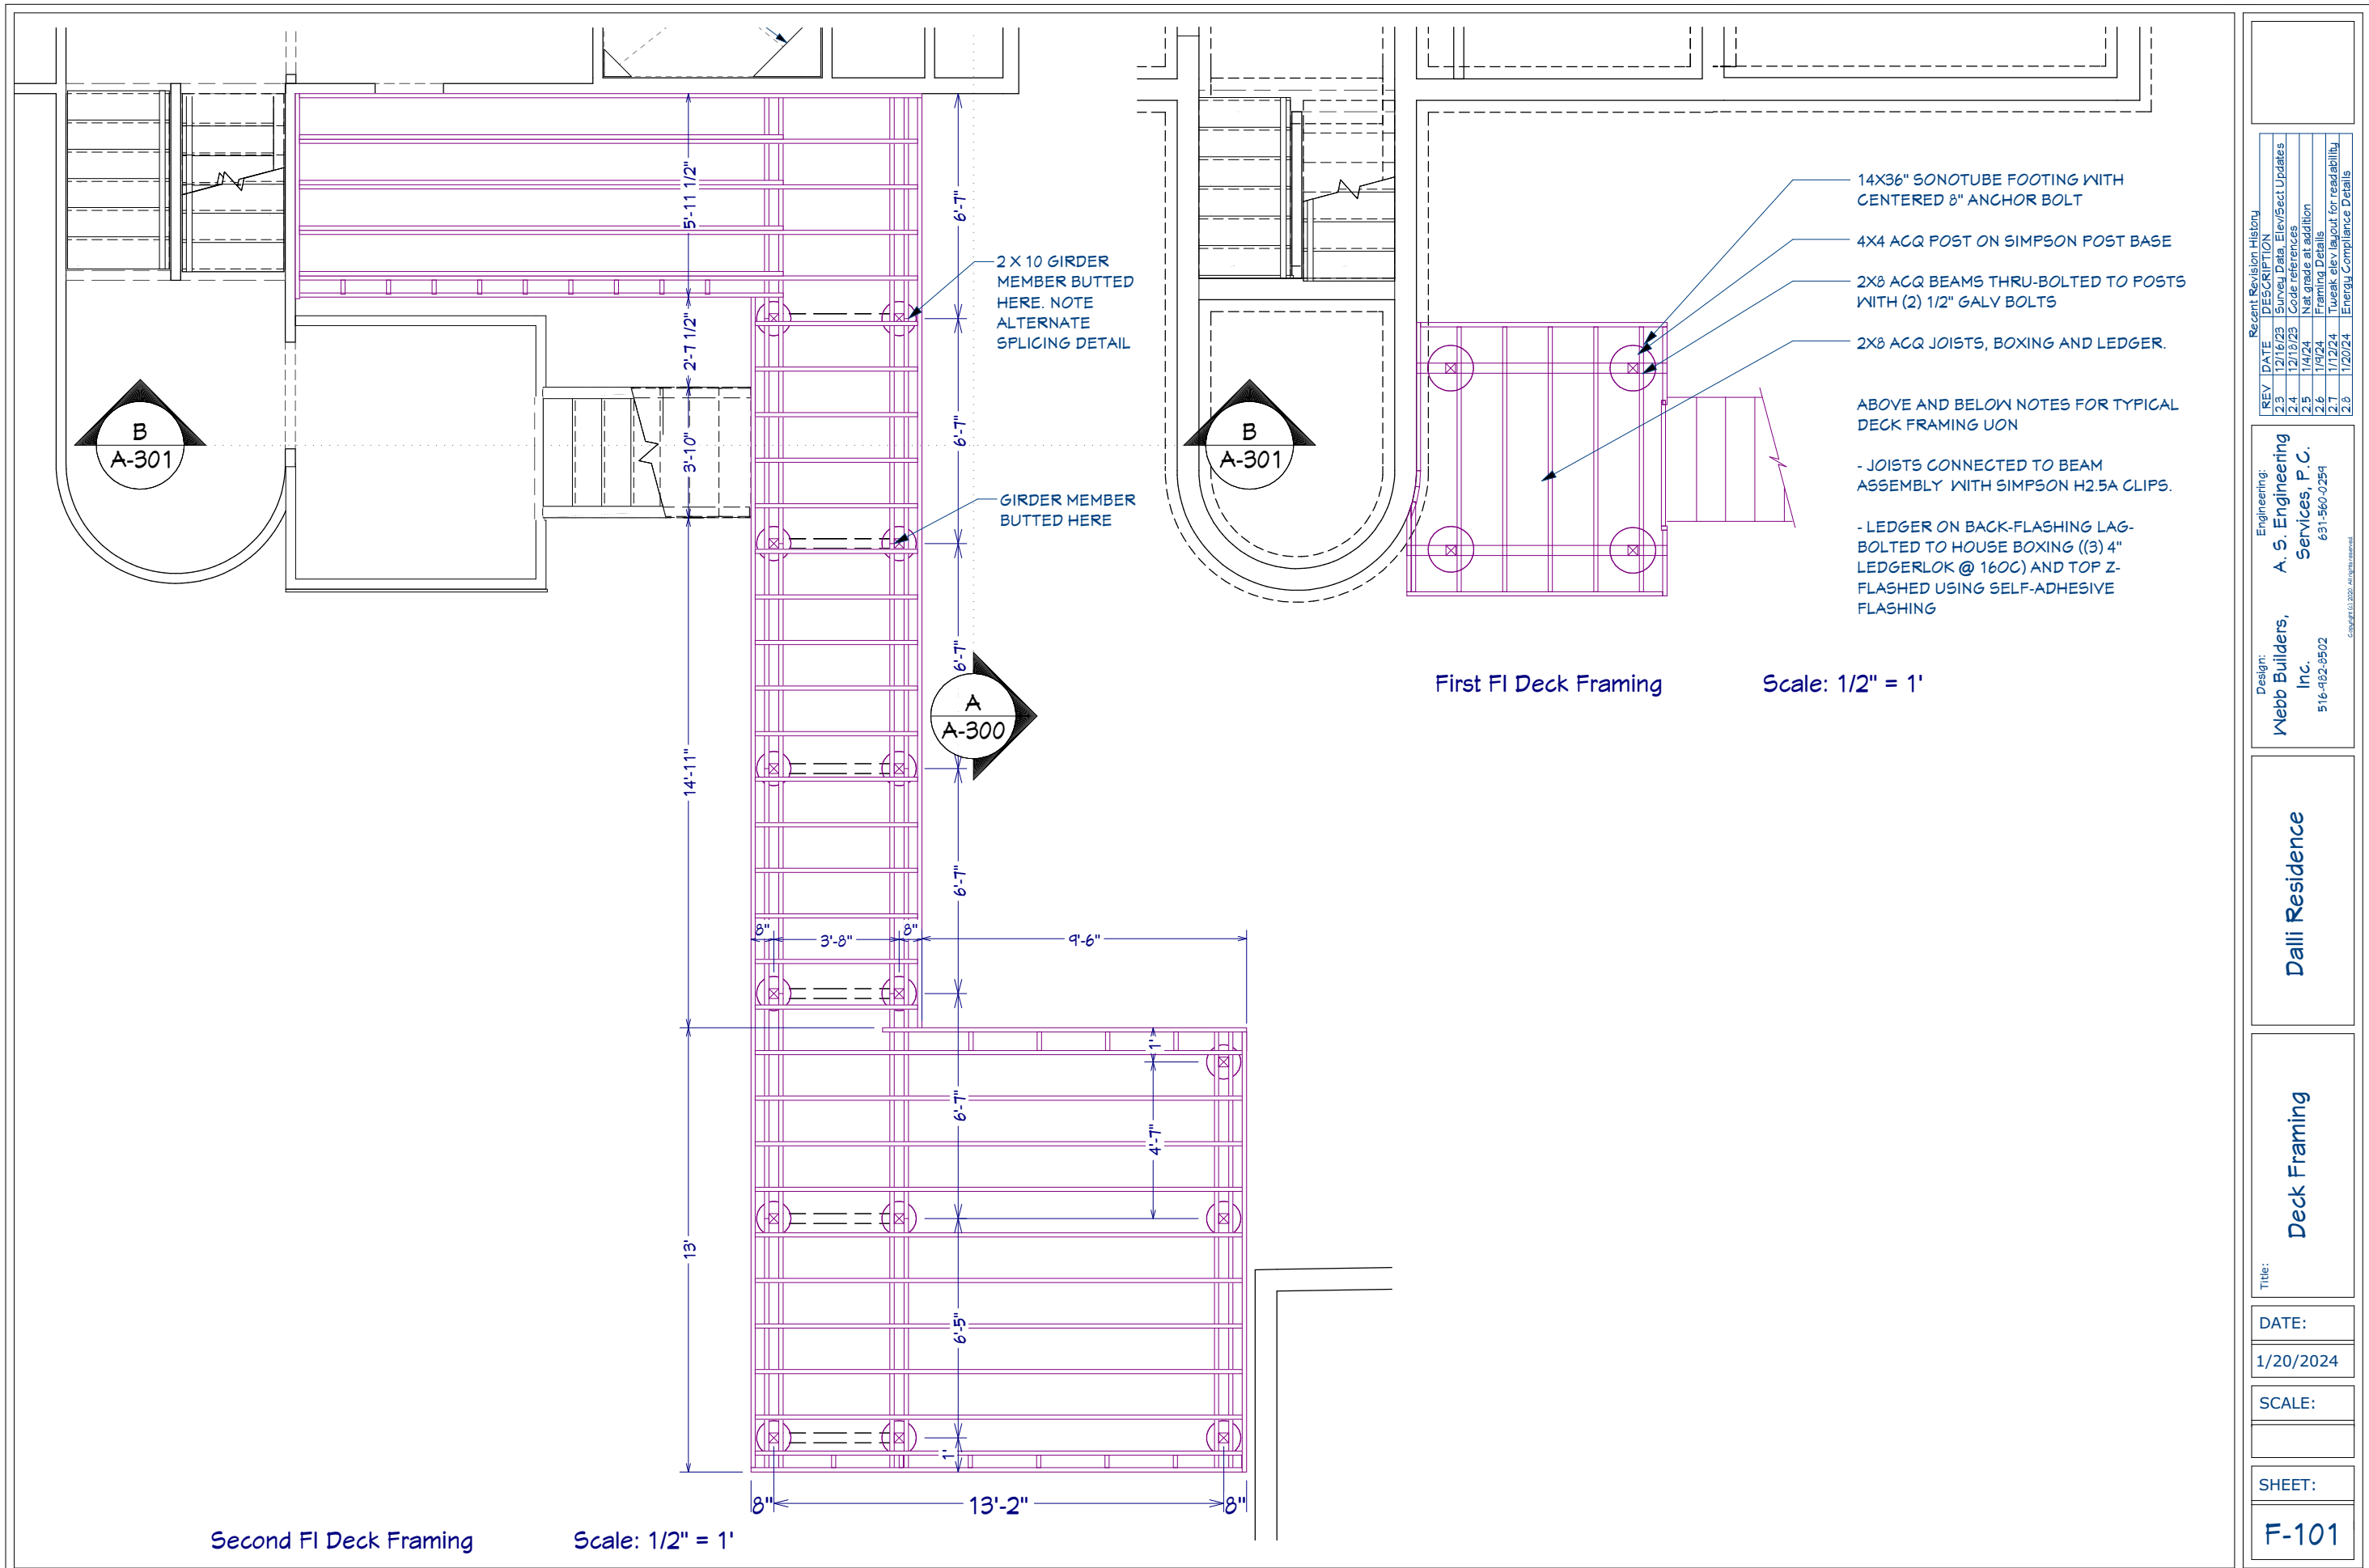 5'-11 1/2"
2'-7 1/2"
3'-10"
14'-11"
13'
6'-7"
6'-7"
6'-7"
6'-7"
6'-7"
6'-5"
1'
8"
3'-8"
8"
9'-6"
1'
4'-7"
8"
13'-2"
8"
2 X 10 GIRDER
MEMBER BUTTED
HERE. NOTE
ALTERNATE
SPLICING DETAIL
GIRDER MEMBER
BUTTED HERE
B
A-301
A
A-300
Second Fl Deck Framing
Scale: 1/2" = 1'
B
A-301
14X36" SONOTUBE FOOTING WITH
CENTERED 8" ANCHOR BOLT
4X4 ACQ POST ON SIMPSON POST BASE
2X8 ACQ BEAMS THRU-BOLTED TO POSTS
WITH (2) 1/2" GALV BOLTS
2X8 ACQ JOISTS, BOXING AND LEDGER.
ABOVE AND BELOW NOTES FOR TYPICAL
DECK FRAMING UON
- JOISTS CONNECTED TO BEAM
ASSEMBLY WITH SIMPSON H2.5A CLIPS.
- LEDGER ON BACK-FLASHING LAG-
BOLTED TO HOUSE BOXING ((3) 4"
LEDGERLOK @ 16OC) AND TOP Z-
FLASHED USING SELF-ADHESIVE
FLASHING
First Fl Deck Framing
Scale: 1/2" = 1'
Recent Revision History
REV DATE DESCRIPTION
2.3 12/16/23 Survey Data, Elev/Sect Updates
2.4 12/18/23 Code references
2.5 1/4/24 Nat grade at addition
2.6 1/9/24 Framing Details
2.7 1/12/24 Tweak elev layout for readability
2.8 1/20/24 Energy Compliance Details
Design:
Webb Builders,
Inc.
516-982-8502
Engineering:
A. S. Engineering
Services, P.C.
631-560-0259
Copyright (c) 2020 All rights reserved
Dalli Residence
Title:
Deck Framing
DATE:
1/20/2024
SCALE:
SHEET:
F-101